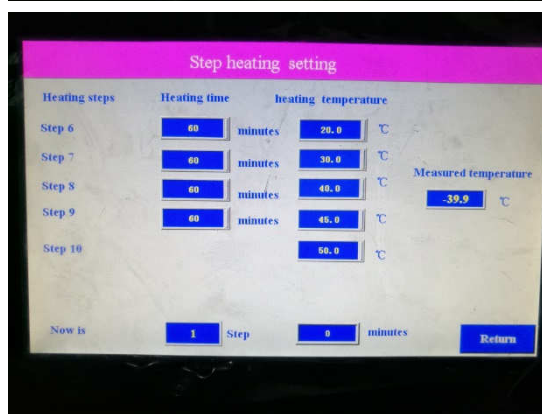 Step heating setting
Heating steps Heating time heating temperature
Step 6 60 minutes 20.0 ℃
Step 7 60 minutes 30.0 ℃
Measured temperature
Step 8 60 minutes 40.0 ℃
-39.9 ℃
Step 9 60 minutes 45.0 ℃
Step 10 50.0 ℃
Now is 1 Step 0 minutes
Return